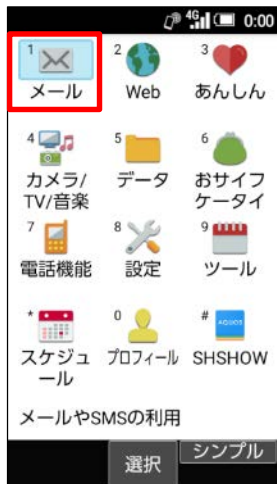 4G 0:00
1 2 3
メール Web あんしん
4 5 6
カメラ/ データ おサイフ
TV/音楽 ケータイ
7 8 9
電話機能 設定 ツール
* 0 #
AQUOS
スケジュ プロフィール SHSHOW
ール
メールやSMSの利用
選択 シンプル